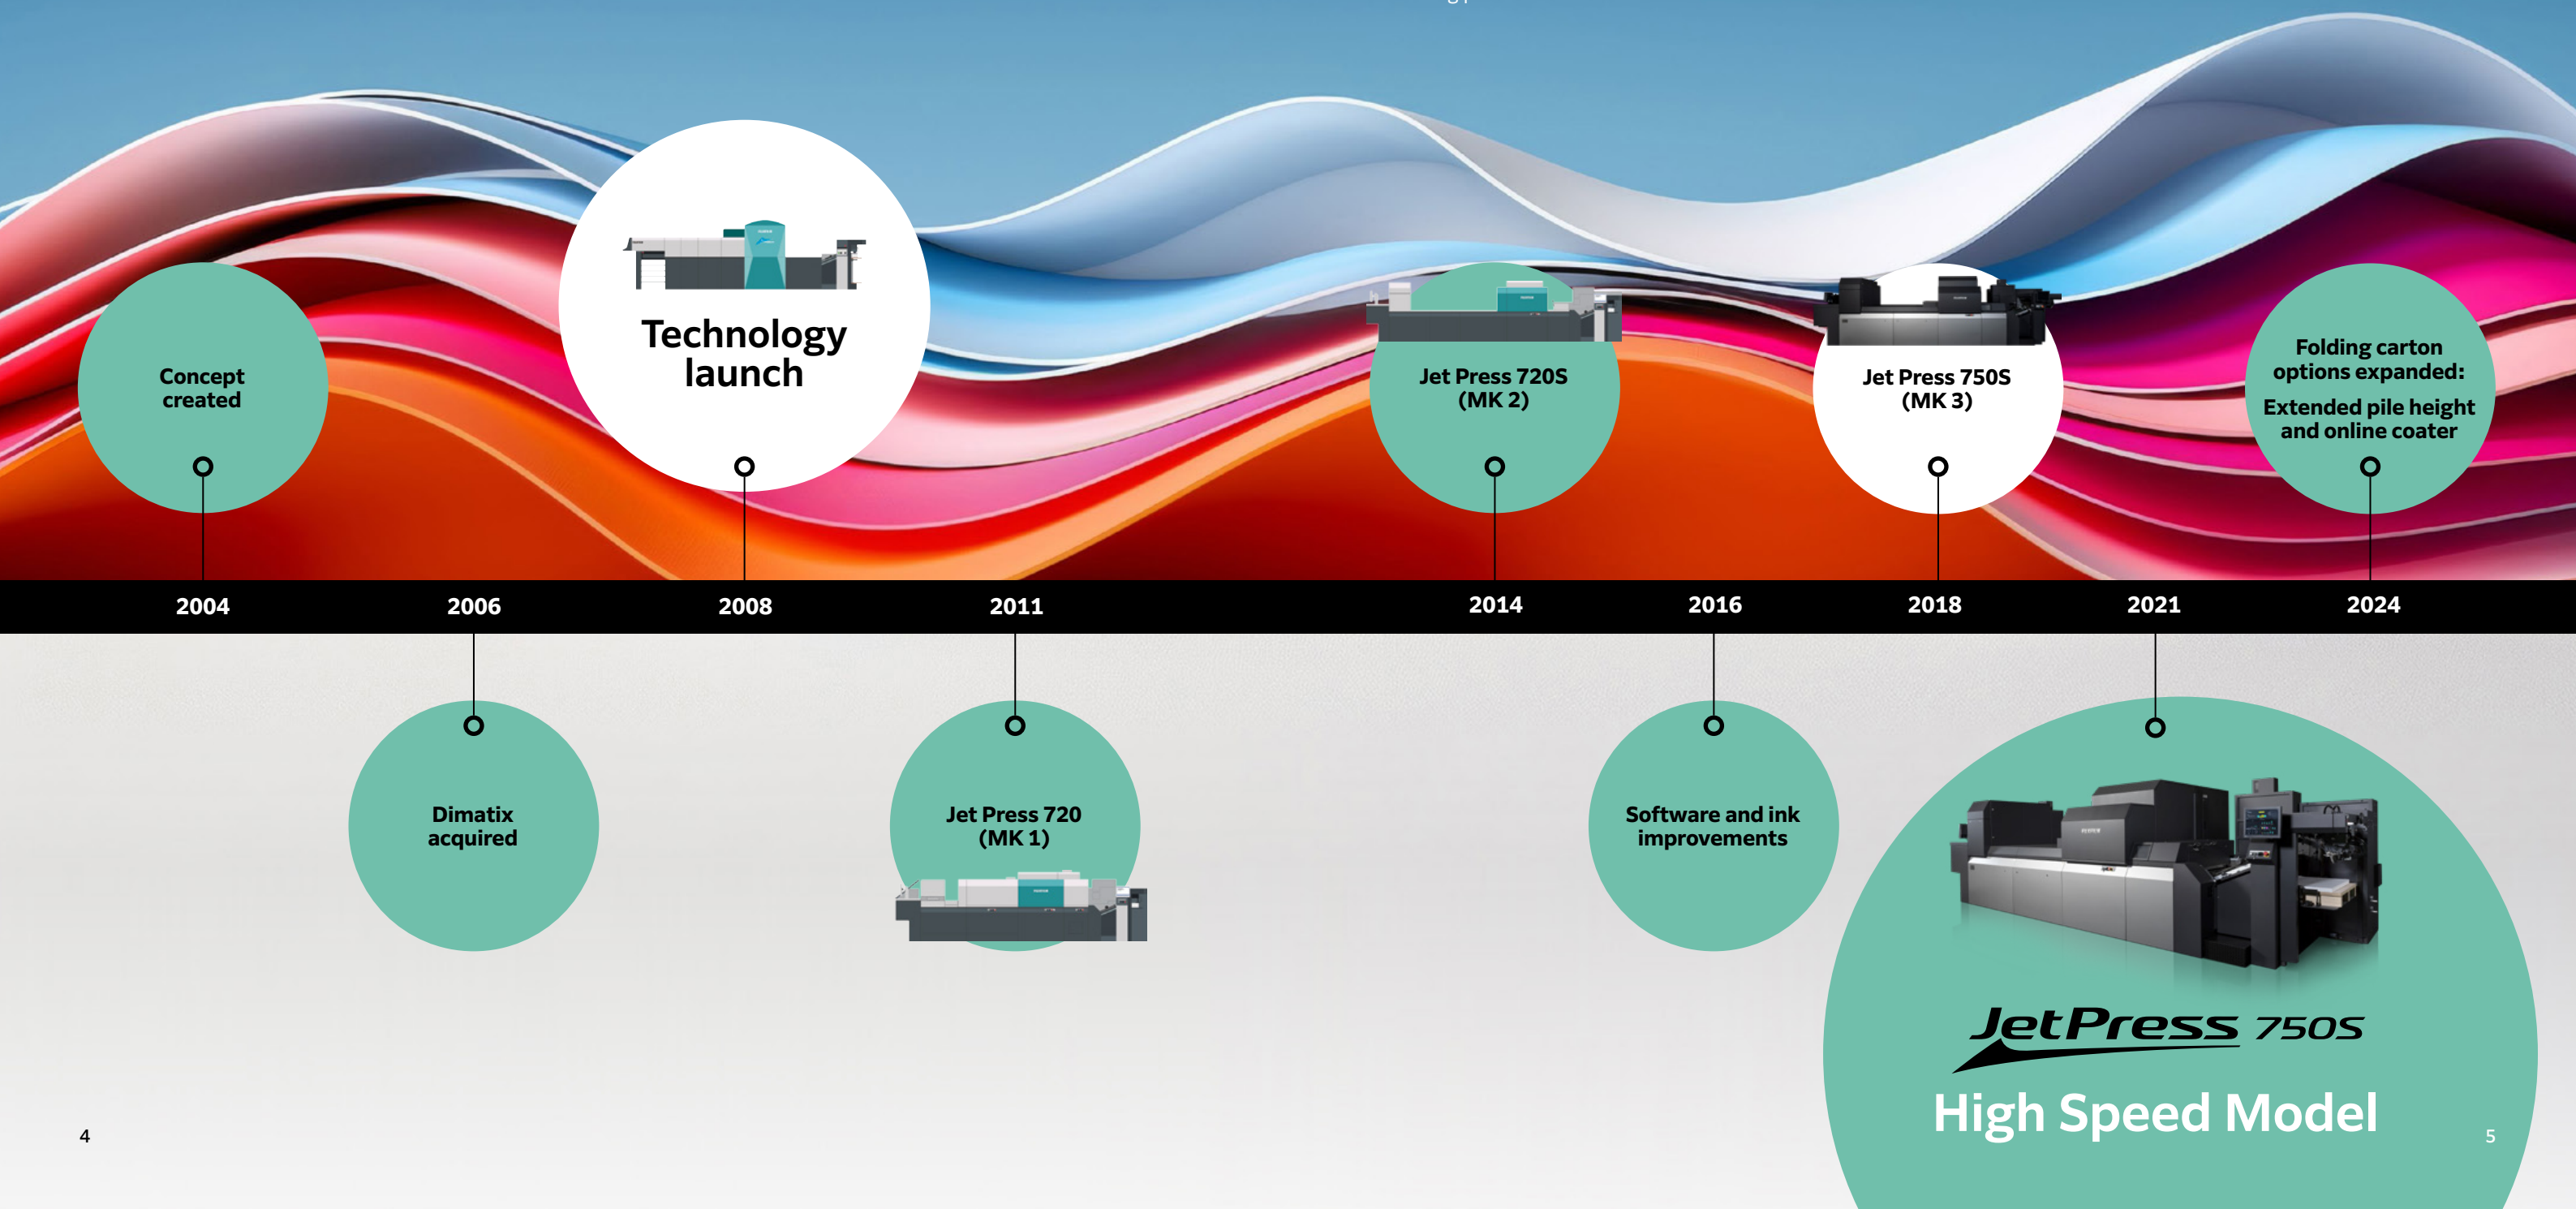 Technology
launch
Concept
created
Jet Press 720S
(MK 2)
Jet Press 750S
(MK 3)
Folding carton
options expanded:
Extended pile height
and online coater
2004
2006
2008
2011
2014
2016
2018
2021
2024
Dimatix
acquired
Jet Press 720
(MK 1)
Software and ink
improvements
JetPress 750S
High Speed Model
4
5